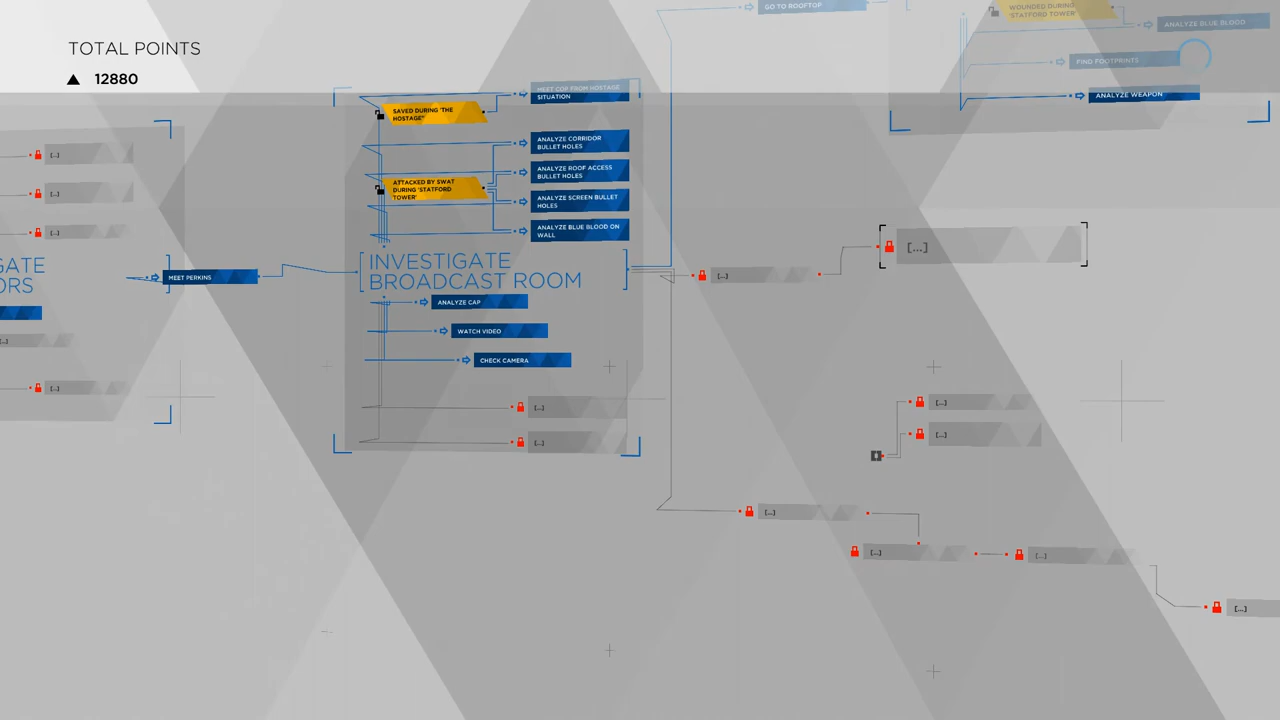 TOTAL POINTS
12880
GO TO ROOFTOP
WOUNDED DURING
'STATFORD TOWER'
ANALYZE BLUE BLOOD
FIND FOOTPRINTS
ANALYZE WEAPON
MEET COP FROM HOSTAGE
SITUATION
SAVED DURING 'THE
HOSTAGE'
ANALYZE CORRIDOR
BULLET HOLES
ANALYZE ROOF ACCESS
BULLET HOLES
ATTACKED BY SWAT
DURING 'STATFORD
TOWER'
ANALYZE SCREEN BULLET
HOLES
ANALYZE BLUE BLOOD ON
WALL
[...]
[...]
[...]
GATE
ORS
MEET PERKINS
INVESTIGATE
BROADCAST ROOM
[...]
[...]
ANALYZE CAP
WATCH VIDEO
CHECK CAMERA
[...]
[...]
[...]
[...]
[...]
[...]
[...]
[...]
[...]
[...]